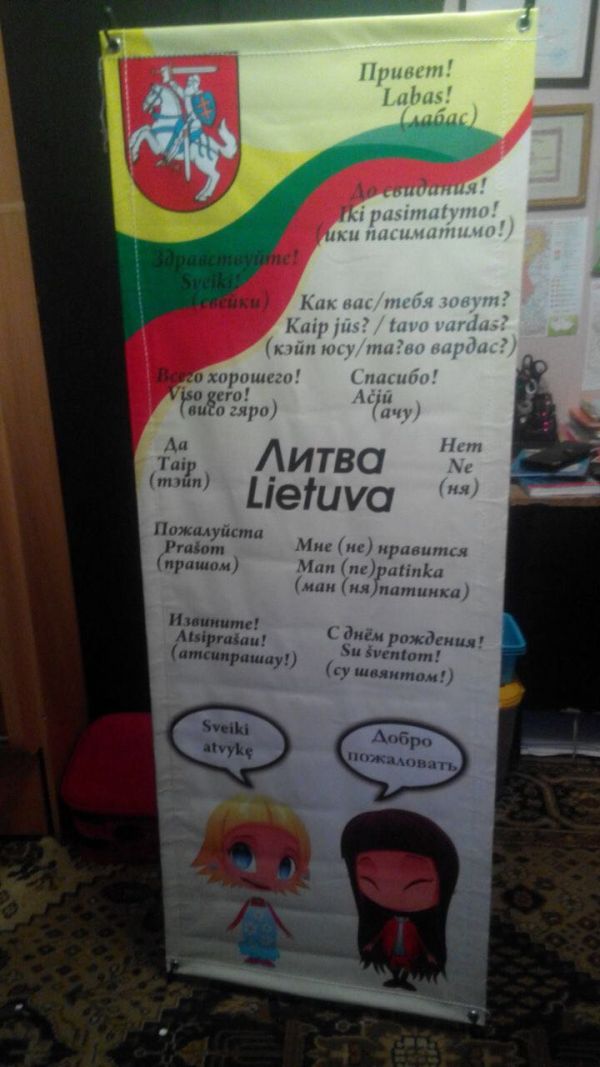 Привет!
Labas!
(лабас)
До свидания!
Iki pasimatymo!
(ики пасиматимо!)
Здравствуйте!
Sveiki!
(свейки)
Как вас/тебя зовут?
Kaip jūs? / tavo vardas?
(кэйп юсу/та?во вардас?)
Всего хорошего!
Viso gero!
(висо гяро)
Спасибо!
Ačiū
(ачу)
Да
Taip
(тэйп)
Литва
Lietuva
Нет
Ne
(ня)
Пожалуйста
Prašom
(прашом)
Мне (не) нравится
Man (ne)patinka
(ман (ня)патинка)
Извините!
Atsiprašau!
(атсипрашау!)
С днём рождения!
Su šventom!
(су швянтом!)
Sveiki
atvykę
Добро
пожаловать